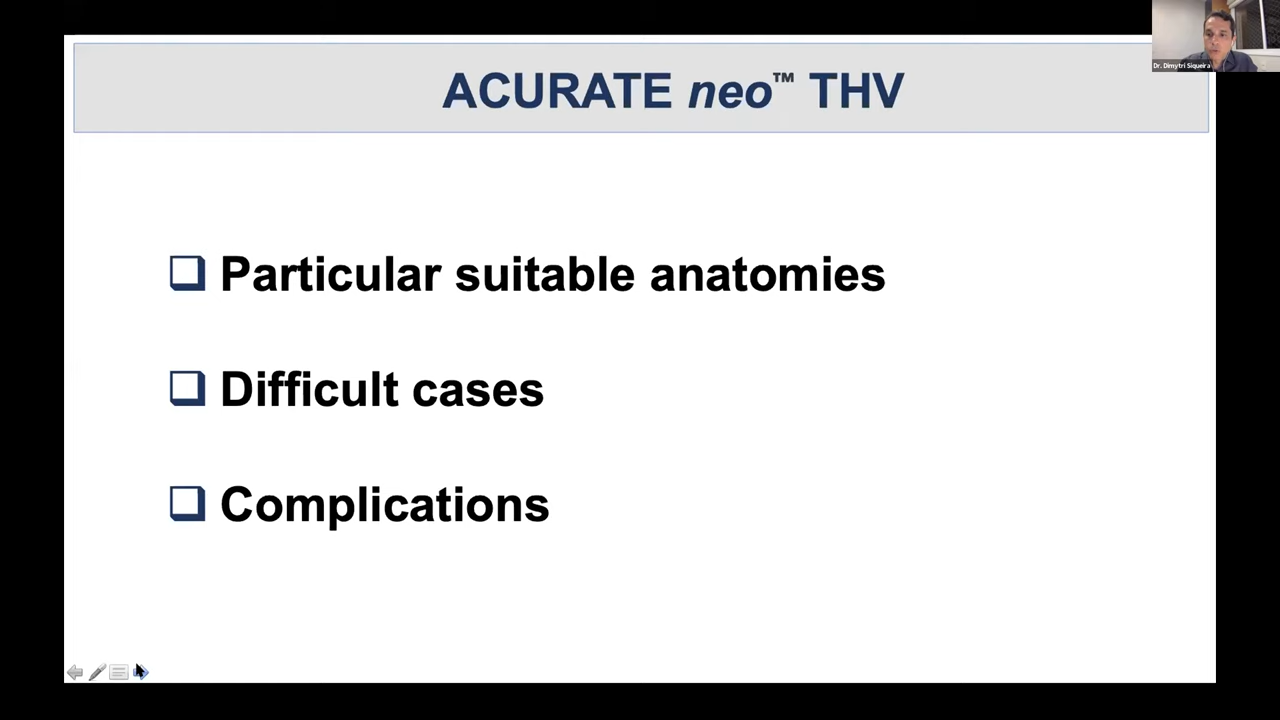 ACURATE neo™ THV
Dr. Dimytri Siqueira
Particular suitable anatomies
Difficult cases
Complications